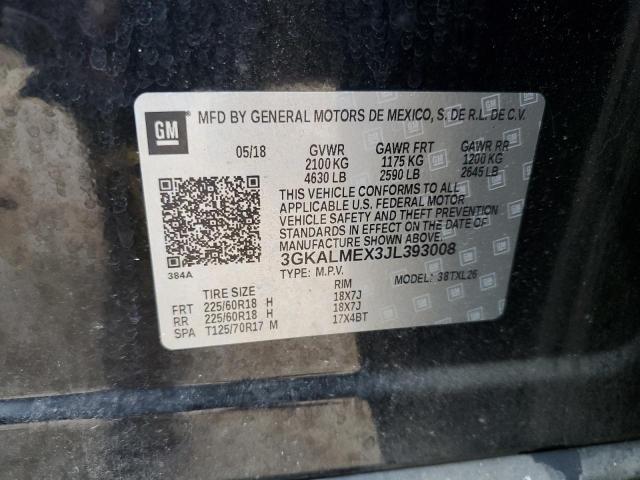 GM
MFD BY GENERAL MOTORS DE MEXICO, S. DE R.L. DE C.V.
05/18 GVWR GAWR FRT GAWR RR
2100 KG 1175 KG 1200 KG
4630 LB 2590 LB 2645 LB
THIS VEHICLE CONFORMS TO ALL
APPLICABLE U.S. FEDERAL MOTOR
VEHICLE SAFETY AND THEFT PREVENTION
STANDARDS IN EFFECT ON THE DATE OF
MANUFACTURE SHOWN ABOVE.
3GKALMEX3JL393008
384A
TYPE: M.P.V. MODEL: 38TXL26
TIRE SIZE RIM
FRT 225/60R18 H 18X7J
RR 225/60R18 H 18X7J
SPA T125/70R17 M 17X4BT